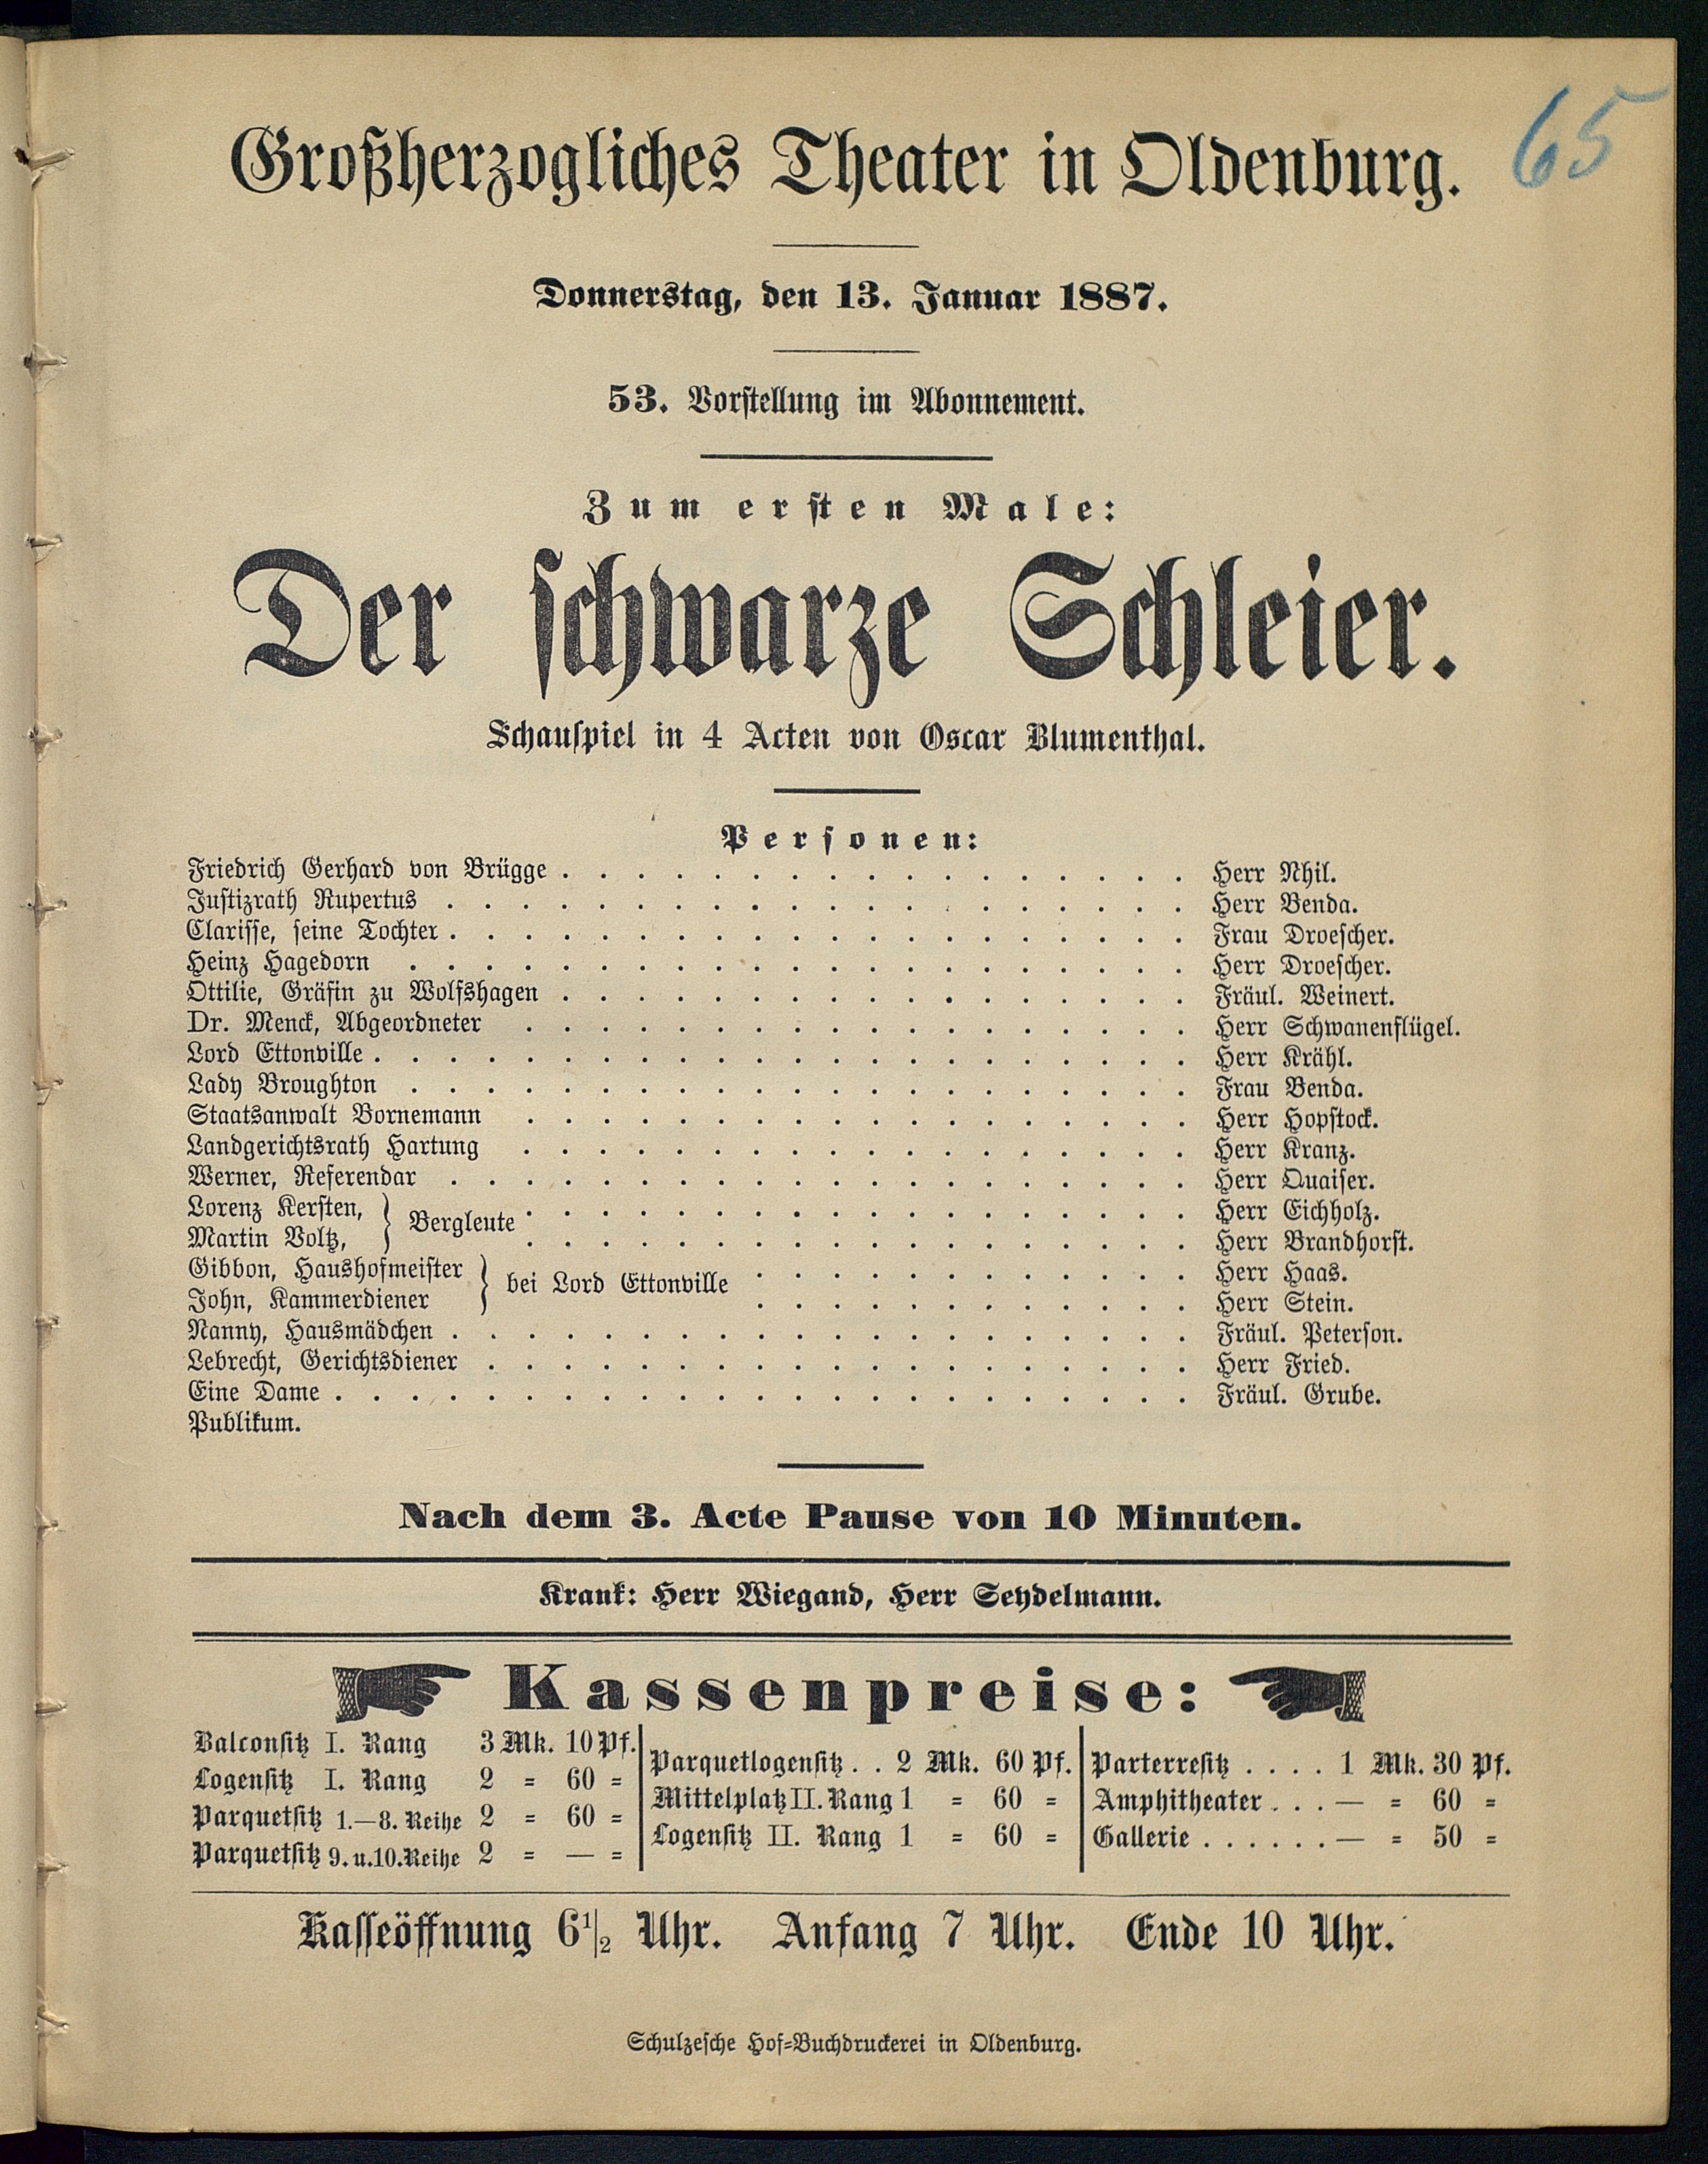 65
Großherzogliches Theater in Oldenburg.
Donnerstag, den 13. Januar 1887.
53. Vorstellung im Abonnement.
Zum ersten Male:
Der schwarze Schleier.
Schauspiel in 4 Acten von Oscar Blumenthal.
Personen:
Friedrich Gerhard von Brügge . . . . . . . . . . . . . . . . . Herr Nhil.
Justizrath Rupertus . . . . . . . . . . . . . . . . . . . . Herr Benda.
Clarisse, seine Tochter . . . . . . . . . . . . . . . . . . . . Frau Droescher.
Heinz Hagedorn . . . . . . . . . . . . . . . . . . . . . Herr Droescher.
Ottilie, Gräfin zu Wolfshagen . . . . . . . . . . . . . . . . . Fräul. Weinert.
Dr. Menck, Abgeordneter . . . . . . . . . . . . . . . . . . Herr Schwanenflügel.
Lord Ettonville . . . . . . . . . . . . . . . . . . . . . . Herr Krähl.
Lady Broughton . . . . . . . . . . . . . . . . . . . . . Frau Benda.
Staatsanwalt Bornemann . . . . . . . . . . . . . . . . . . Herr Hopstock.
Landgerichtsrath Hartung . . . . . . . . . . . . . . . . . . Herr Kranz.
Werner, Referendar . . . . . . . . . . . . . . . . . . . . Herr Quaiser.
Lorenz Kersten, } Bergleute . . . . . . . . . . . . . . . . . . Herr Eichholz.
Martin Voltz, . . . . . . . . . . . . . . . . . . Herr Brandhorst.
Gibbon, Haushofmeister } bei Lord Ettonville . . . . . . . . . . . . Herr Haas.
John, Kammerdiener . . . . . . . . . . . . Herr Stein.
Nanny, Hausmädchen . . . . . . . . . . . . . . . . . . . . Fräul. Peterson.
Lebrecht, Gerichtsdiener . . . . . . . . . . . . . . . . . . . Herr Fried.
Eine Dame . . . . . . . . . . . . . . . . . . . . . . . Fräul. Grube.
Publikum.
Nach dem 3. Acte Pause von 10 Minuten.
Krank: Herr Wiegand, Herr Seydelmann.
Kassenpreise:
Balconsitz I. Rang 3 Mk. 10 Pf.
Logensitz I. Rang 2 = 60 =
Parquetsitz 1.—8. Reihe 2 = 60 =
Parquetsitz 9. u. 10. Reihe 2 = — =
Parquetlogensitz . . 2 Mk. 60 Pf.
Mittelplatz II. Rang 1 = 60 =
Logensitz II. Rang 1 = 60 =
Parterresitz . . . . 1 Mk. 30 Pf.
Amphitheater . . . — = 60 =
Gallerie . . . . . . — = 50 =
Kasseöffnung 6 1/2 Uhr. Anfang 7 Uhr. Ende 10 Uhr.
Schulzesche Hof=Buchdruckerei in Oldenburg.